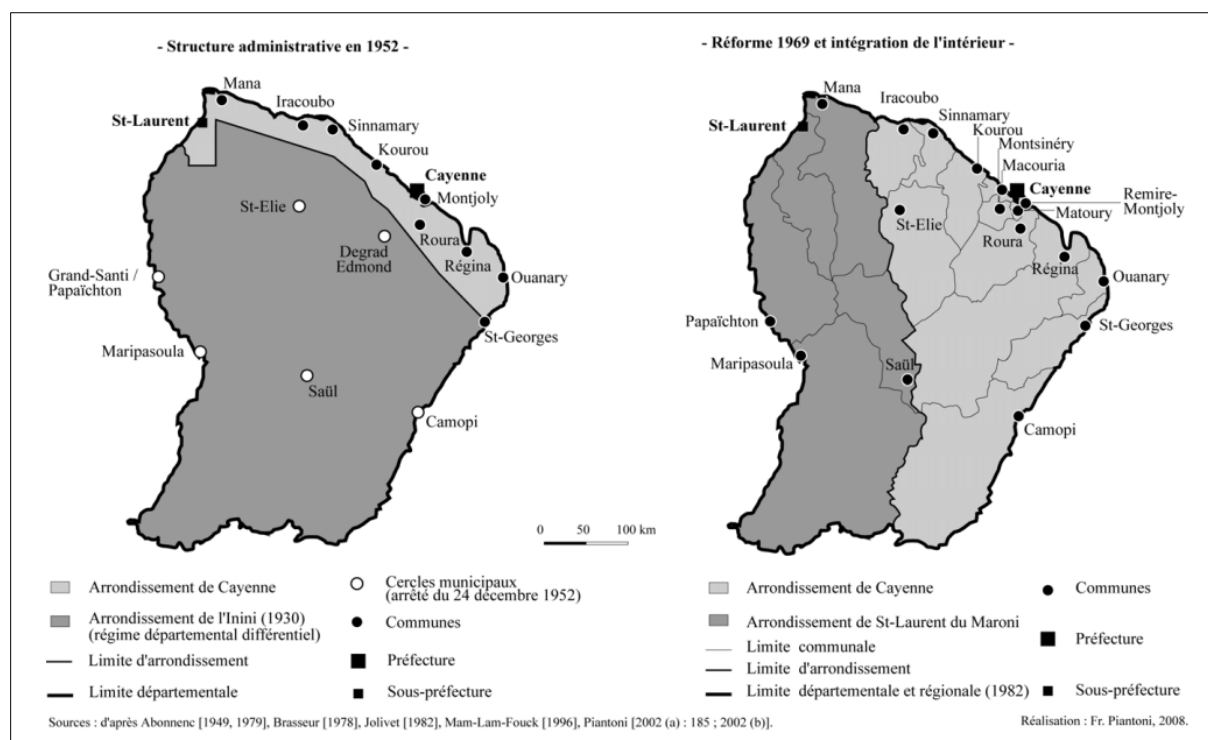 - Structure administrative en 1952 -
Mana
Iracoubo
St-Laurent
Sinnamary
Kourou
Cayenne
Montjoly
St-Elie
Degrad
Edmond
Roura
Régina
Grand-Santi /
Papaïchton
Ouanary
St-Georges
Maripasoula
Saül
Camopi
- Réforme 1969 et intégration de l'intérieur -
Mana
Iracoubo
Sinnamary
St-Laurent
Kourou
Montsinéry
Macouria
Cayenne
Remire-
Montjoly
St-Elie
Matoury
Roura
Régina
Ouanary
Papaïchton
St-Georges
Maripasoula
Saül
Camopi
0 50 100 km
Arrondissement de Cayenne
Arrondissement de l'Inini (1930)
(régime départemental différentiel)
Limite d'arrondissement
Limite départementale
Cercles municipaux
(arrêté du 24 décembre 1952)
Communes
Préfecture
Sous-préfecture
Arrondissement de Cayenne
Arrondissement de St-Laurent du Maroni
Limite communale
Limite d'arrondissement
Limite départementale et régionale (1982)
Communes
Préfecture
Sous-préfecture
Sources : d'après Abonnenc [1949, 1979], Brasseur [1978], Jolivet [1982], Mam-Lam-Fouck [1996], Piantoni [2002 (a) : 185 ; 2002 (b)].
Réalisation : Fr. Piantoni, 2008.